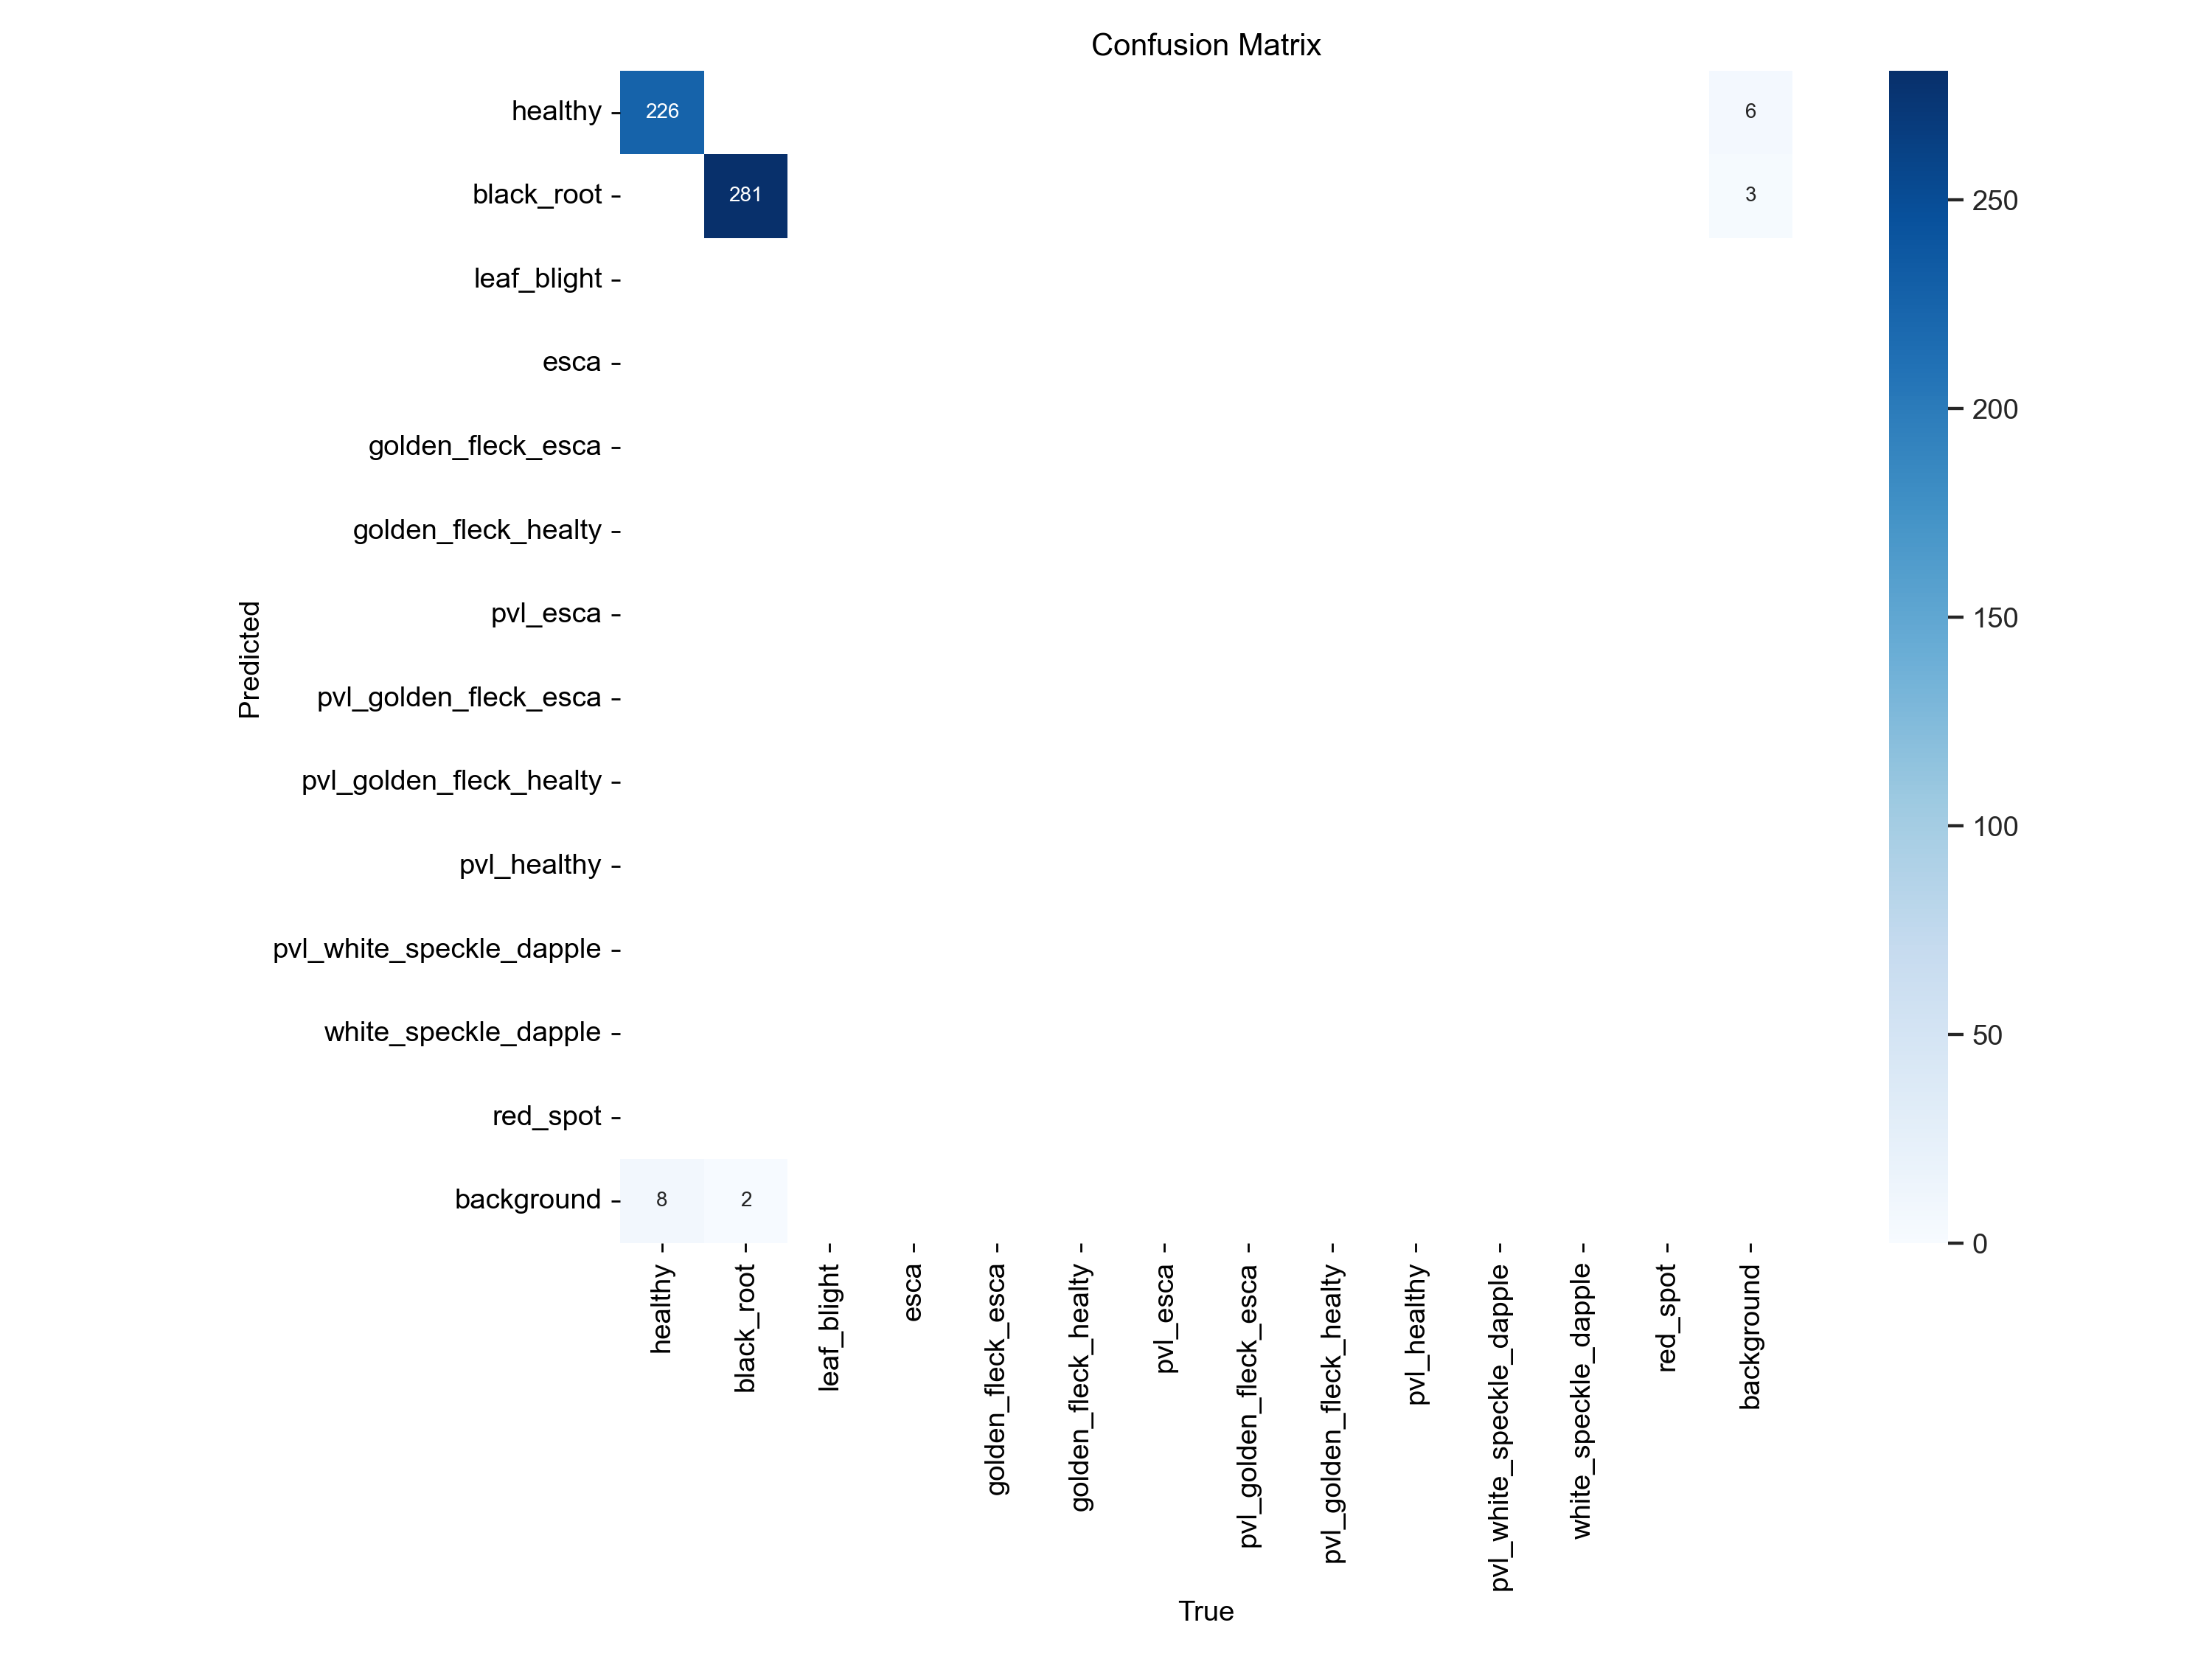 Confusion Matrix
healthy
226
6
black_root
281
3
250
leaf_blight
esca
200
golden_fleck_esca
golden_fleck_healty
pvl_esca
150
Predicted
pvl_golden_fleck_esca
pvl_golden_fleck_healty
pvl_healthy
100
pvl_white_speckle_dapple
white_speckle_dapple
50
red_spot
background
8
2
0
healthy
black_root
leaf_blight
esca
golden_fleck_esca
golden_fleck_healty
pvl_esca
pvl_golden_fleck_esca
pvl_golden_fleck_healty
pvl_healthy
pvl_white_speckle_dapple
white_speckle_dapple
red_spot
background
True